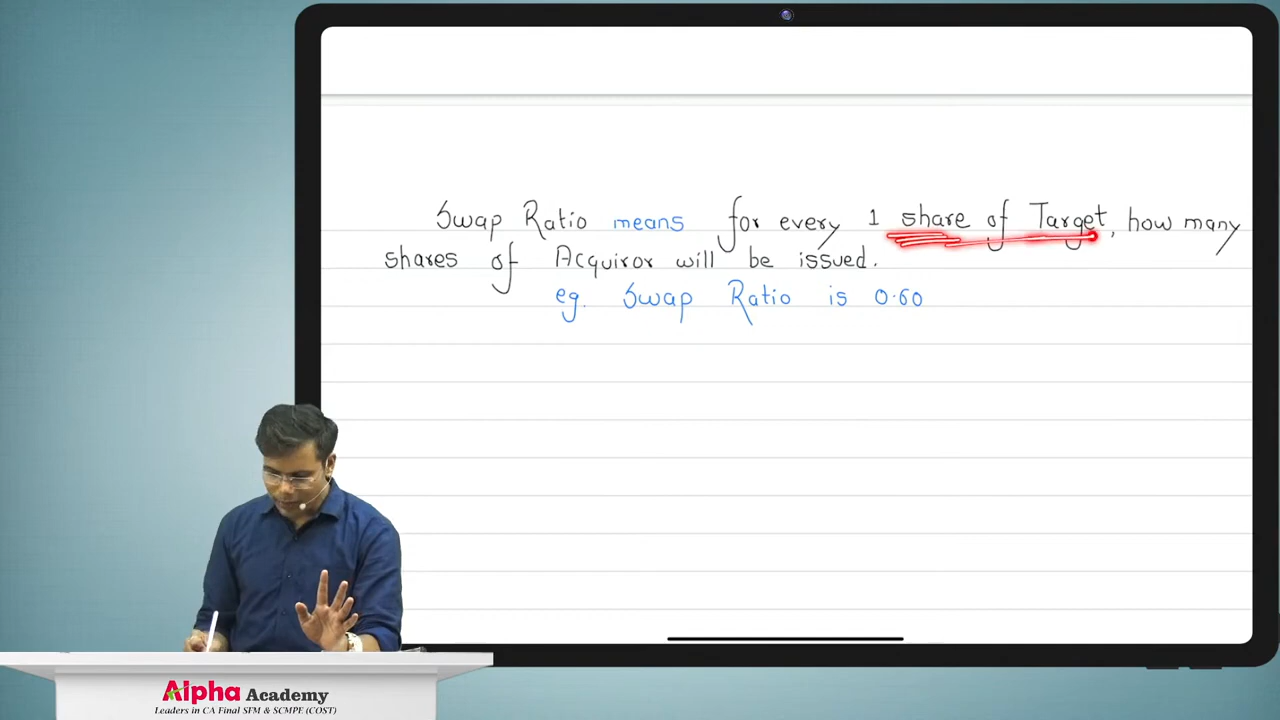 Swap Ratio means for every 1 share of Target, how many
shares of Acquiror will be issued.
eg. Swap Ratio is 0.60
Alpha Academy
Leaders in CA Final SFM & SCMPE (COST)